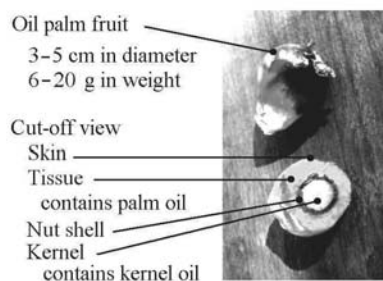 Oil palm fruit
3–5 cm in diameter
6–20 g in weight
Cut-off view
Skin
Tissue
contains palm oil
Nut shell
Kernel
contains kernel oil